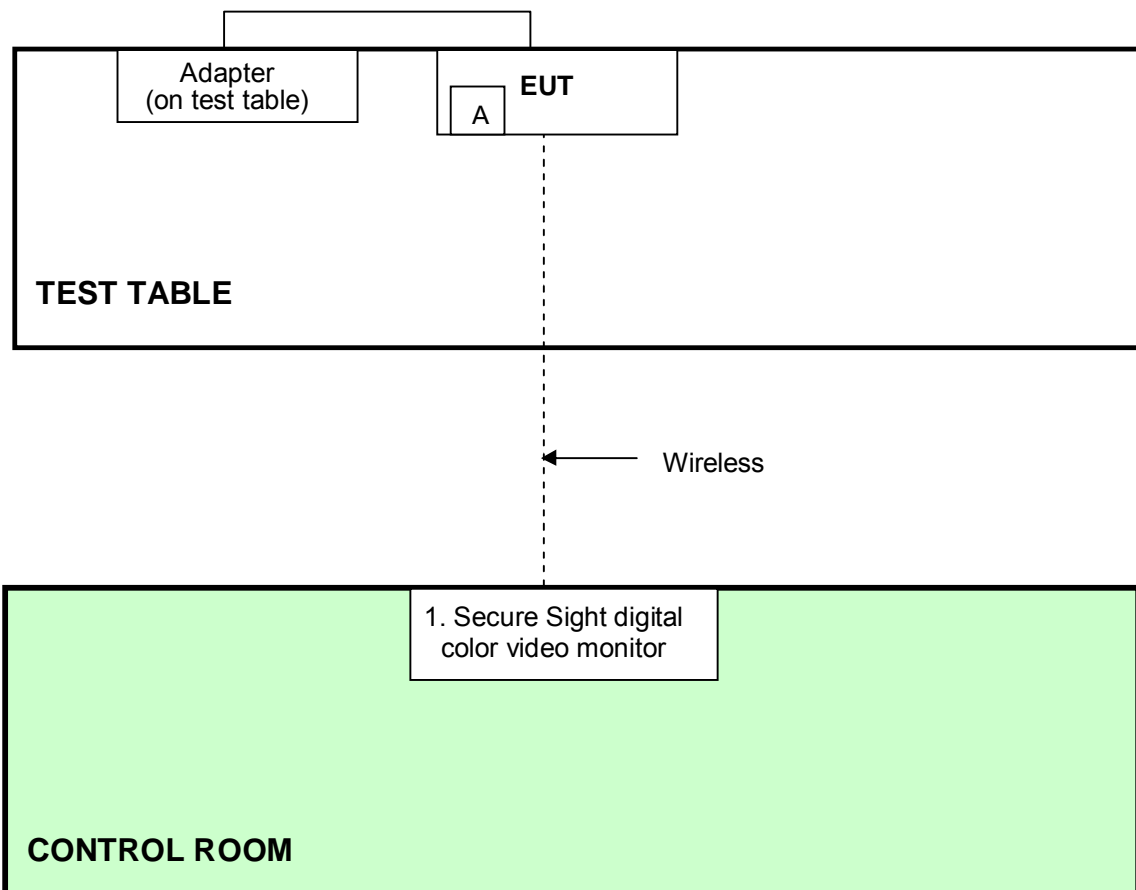 Adapter
(on test table)
EUT
A
TEST TABLE
Wireless
1. Secure Sight digital
color video monitor
CONTROL ROOM